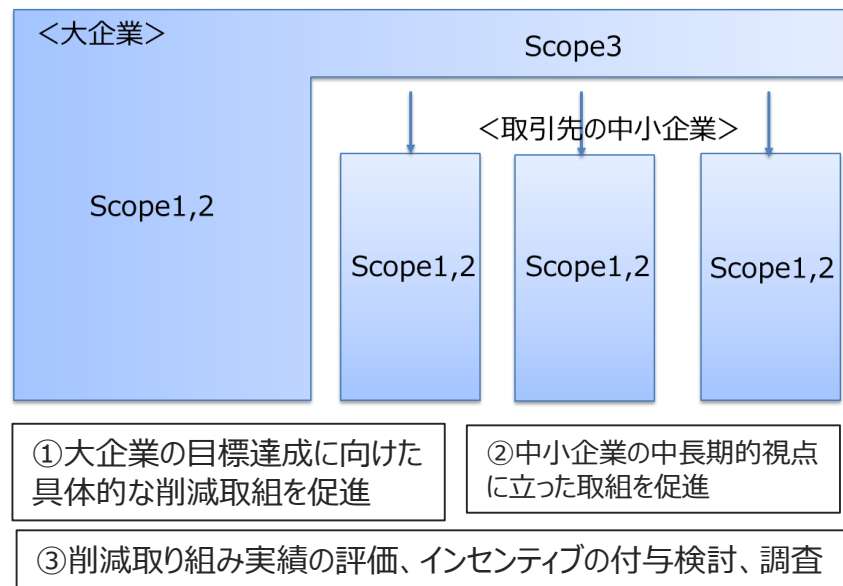 ＜大企業＞
Scope3
＜取引先の中小企業＞
Scope1,2
Scope1,2
Scope1,2
Scope1,2
①大企業の目標達成に向けた
具体的な削減取組を促進
②中小企業の中長期的視点
に立った取組を促進
③削減取り組み実績の評価、インセンティブの付与検討、調査